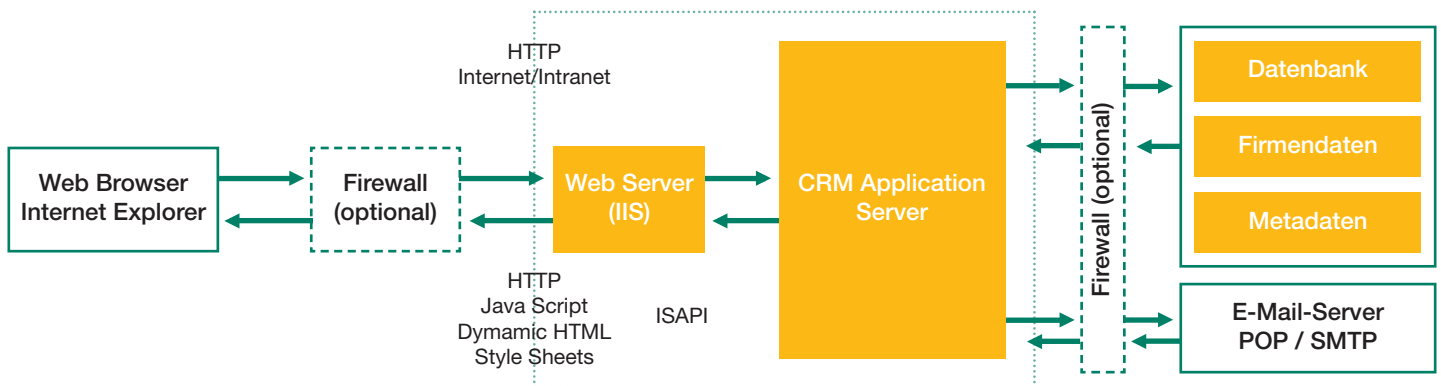 HTTP
Internet/Intranet
Web Browser
Internet Explorer
Firewall
(optional)
Web Server
(IIS)
HTTP
Java Script
Dymamic HTML
Style Sheets
ISAPI
CRM Application
Server
Firewall (optional)
Datenbank
Firmendaten
Metadaten
E-Mail-Server
POP / SMTP